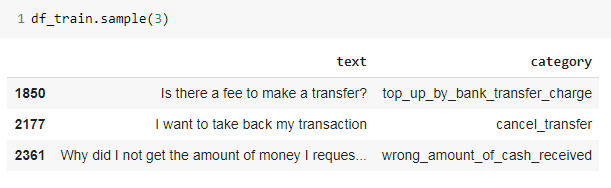 1 df_train.sample(3)
text category
1850 Is there a fee to make a transfer? top_up_by_bank_transfer_charge
2177 I want to take back my transaction cancel_transfer
2361 Why did I not get the amount of money I reques... wrong_amount_of_cash_received